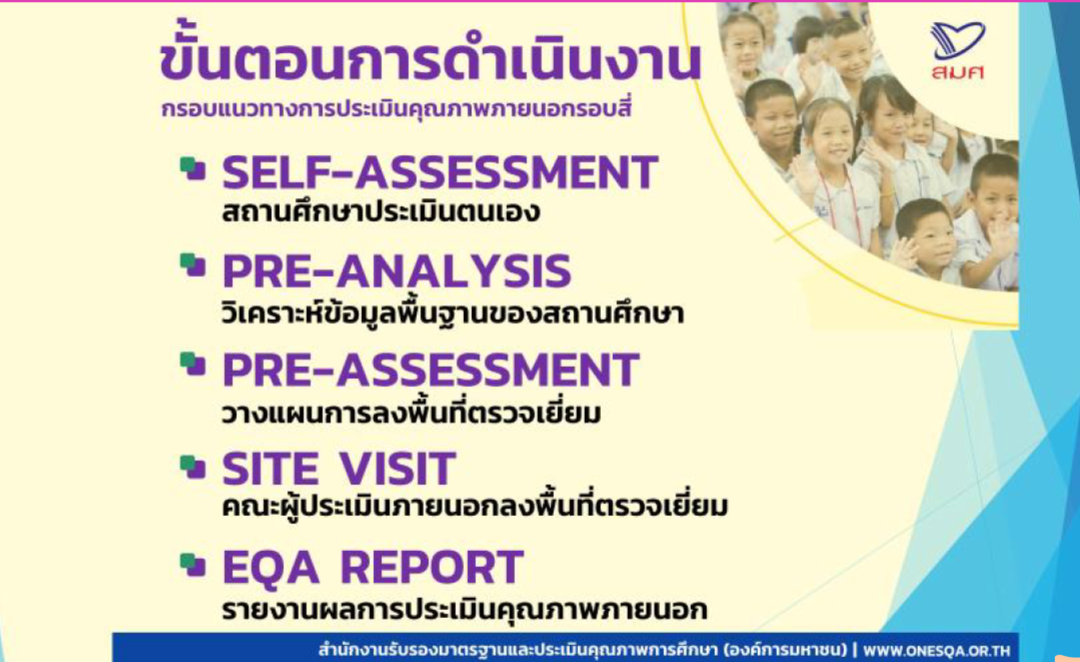 ขั้นตอนการดำเนินงาน
กรอบแนวทางการประเมินคุณภาพภายนอกรอบสี่
สมศ
SELF-ASSESSMENT
สถานศึกษาประเมินตนเอง
PRE-ANALYSIS
วิเคราะห์ข้อมูลพื้นฐานของสถานศึกษา
PRE-ASSESSMENT
วางแผนการลงพื้นที่ตรวจเยี่ยม
SITE VISIT
คณะผู้ประเมินภายนอกลงพื้นที่ตรวจเยี่ยม
EQA REPORT
รายงานผลการประเมินคุณภาพภายนอก
สำนักงานรับรองมาตรฐานและประเมินคุณภาพการศึกษา (องค์การมหาชน) | WWW.ONESQA.OR.TH